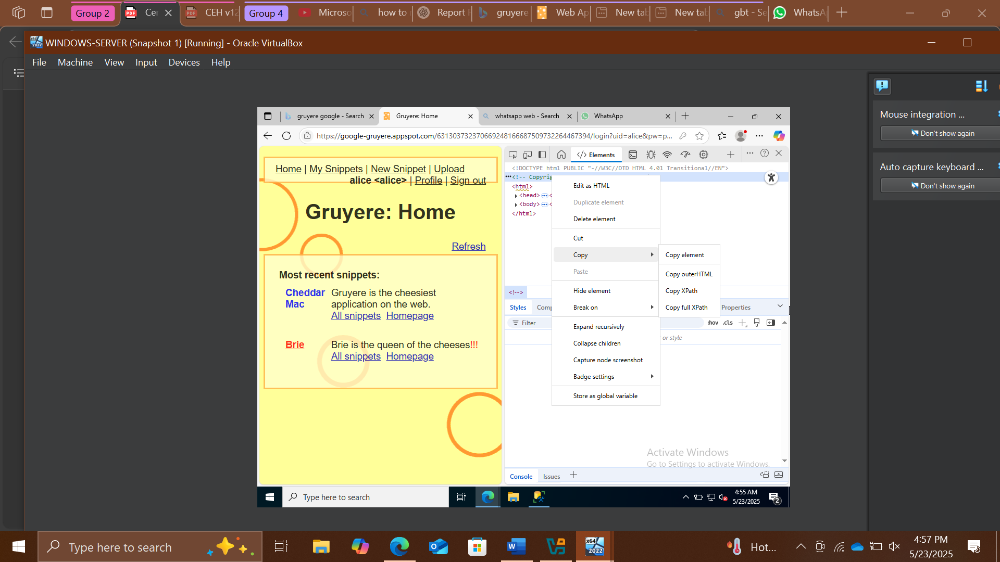 Group 2
Cer
CEH v12
Group 4
Microso
how to
Report F
gruyere
Web Ap
New tab
New tab
gbt - Se
WhatsA
WINDOWS-SERVER (Snapshot 1) [Running] - Oracle VirtualBox
File Machine View Input Devices Help
Mouse integration ...
Don't show again
Auto capture keyboard ...
Don't show again
gruyere google - Search
Gruyere: Home
whatsapp web - Search
WhatsApp
https://google-gruyere.appspot.com/631303732370669248166687509732264467394/login?uid=alice&pw=p...
Home | My Snippets | New Snippet | Upload
alice <alice> | Profile | Sign out
Gruyere: Home
Refresh
Most recent snippets:
Cheddar Mac
Gruyere is the cheesiest
application on the web.
All snippets Homepage
Brie
Brie is the queen of the cheeses!!!
All snippets Homepage
Elements
<!DOCTYPE html PUBLIC "-//W3C//DTD HTML 4.01 Transitional//EN">
<!-- Copyrig
<html>
<head>
<body>
</html>
Edit as HTML
Duplicate element
Delete element
Cut
Copy
Paste
Hide element
Break on
Expand recursively
Collapse children
Capture node screenshot
Badge settings
Store as global variable
Copy element
Copy outerHTML
Copy XPath
Copy full XPath
<!-->
Styles
Comp
Properties
Filter
:hov .cls
or style
Activate Windows
Go to Settings to activate Windows.
Console
Issues
Type here to search
4:55 AM
5/23/2025
2
Type here to search
x64
2022
Hot...
4:57 PM
5/23/2025